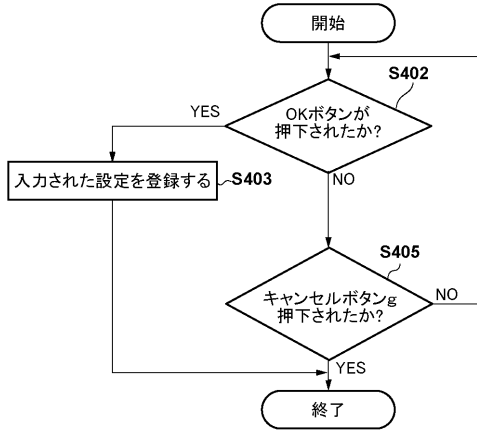 開始
S402
OKボタンが
押下されたか?
YES
入力された設定を登録する
S403
NO
S405
キャンセルボタンg
押下されたか?
NO
YES
終了